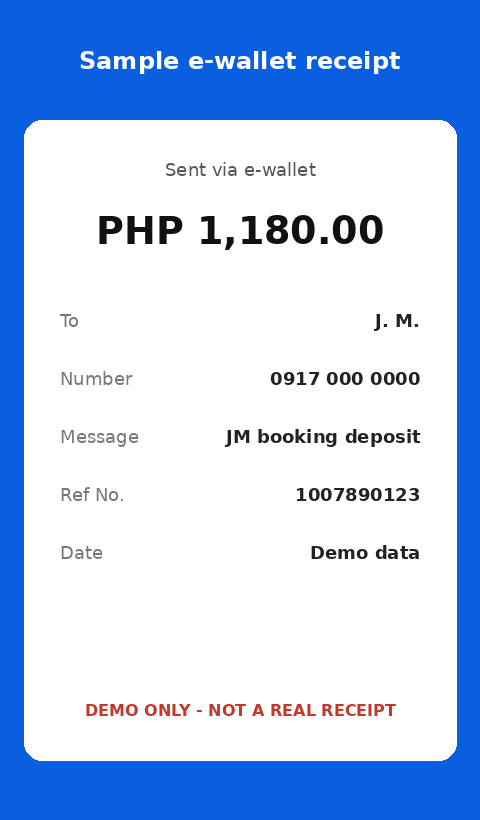 Sample e-wallet receipt
Sent via e-wallet
PHP 1,180.00
To J. M.
Number 0917 000 0000
Message JM booking deposit
Ref No. 1007890123
Date Demo data
DEMO ONLY - NOT A REAL RECEIPT